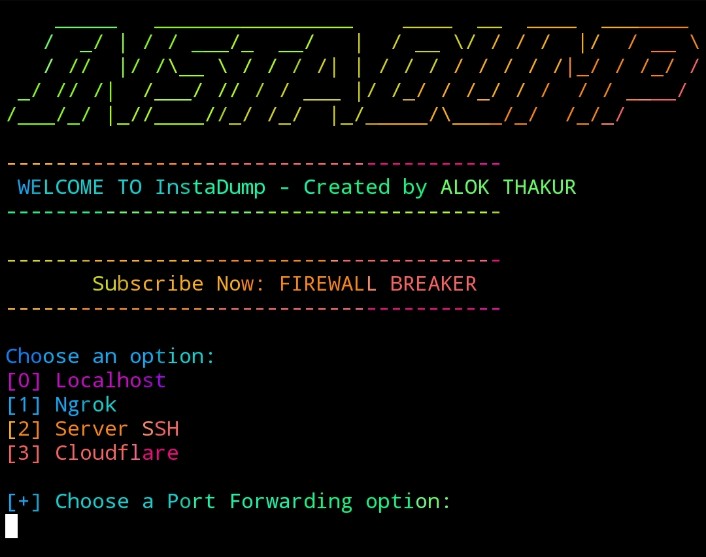 INSTADUMP
WELCOME TO InstaDump - Created by ALOK THAKUR
Subscribe Now: FIREWALL BREAKER
Choose an option:
[0] Localhost
[1] Ngrok
[2] Server SSH
[3] Cloudflare
[+] Choose a Port Forwarding option: